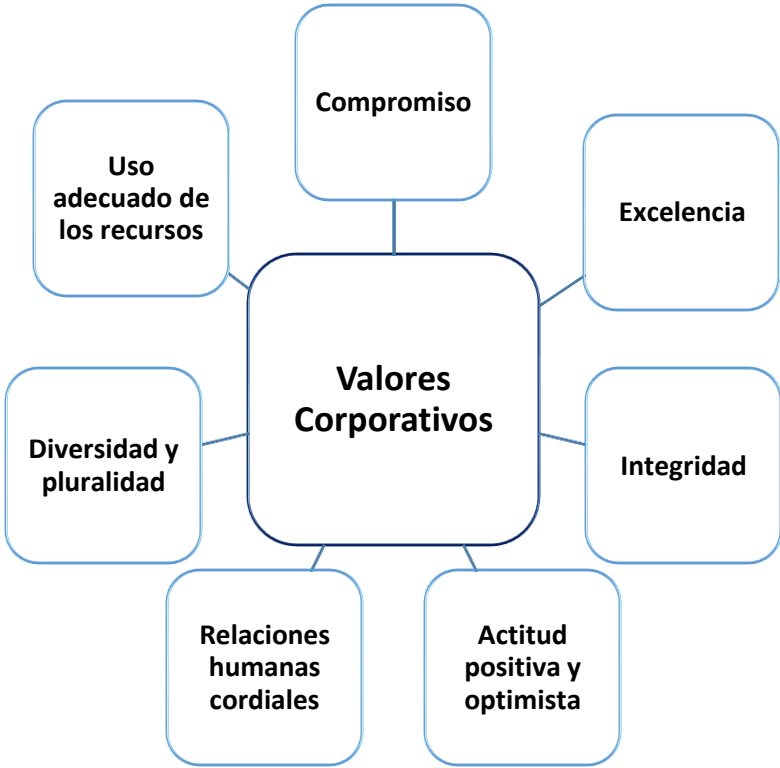 Compromiso
Excelencia
Integridad
Actitud
positiva y
optimista
Relaciones
humanas
cordiales
Diversidad y
pluralidad
Uso
adecuado de
los recursos
Valores
Corporativos